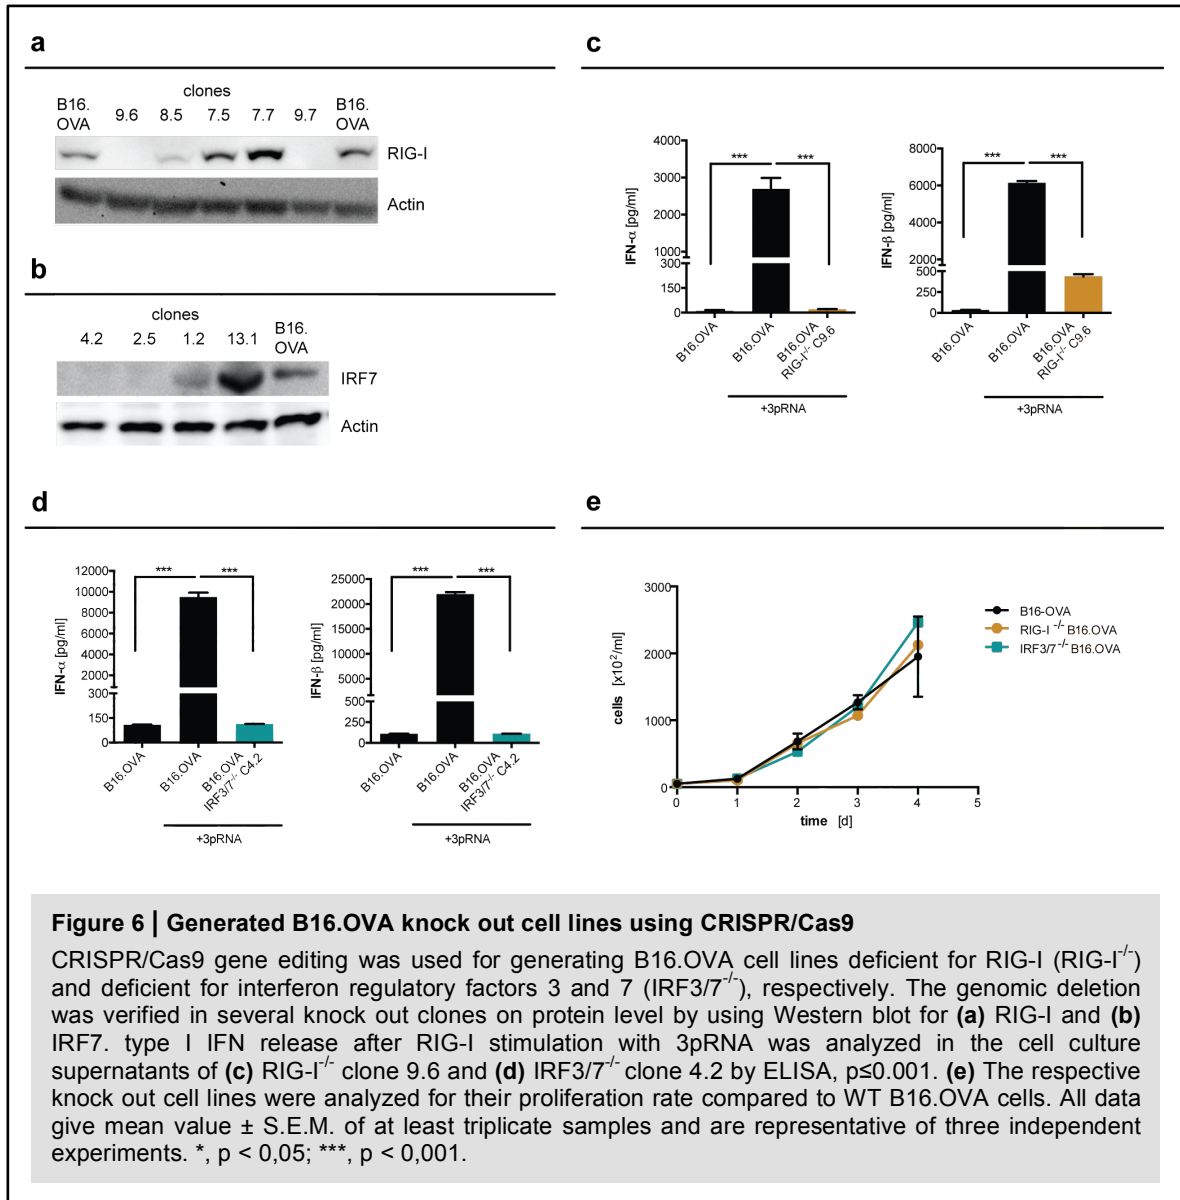 a
clones
B16.
OVA
9.6
8.5
7.5
7.7
9.7
B16.
OVA
RIG-I
Actin
b
clones
4.2
2.5
1.2
13.1
B16.
OVA
IRF7
Actin
c
IFN-α [pg/ml]
4000
3000
2000
1000
300
150
0
***
***
B16.OVA
B16.OVA
B16.OVA
RIG-I-/- C9.6
+3pRNA
IFN-β [pg/ml]
8000
6000
4000
2000
500
250
0
***
***
B16.OVA
B16.OVA
B16.OVA
RIG-I-/- C9.6
+3pRNA
d
IFN-α [pg/ml]
12000
10000
8000
6000
4000
2000
300
150
0
***
***
B16.OVA
B16.OVA
B16.OVA
IRF3/7-/- C4.2
+3pRNA
IFN-β [pg/ml]
25000
20000
15000
10000
5000
500
250
0
***
***
B16.OVA
B16.OVA
B16.OVA
IRF3/7-/- C4.2
+3pRNA
e
cells [x10²/ml]
3000
2000
1000
0
0
1
2
3
4
5
time [d]
B16-OVA
RIG-I -/- B16.OVA
IRF3/7-/- B16.OVA
Figure 6 | Generated B16.OVA knock out cell lines using CRISPR/Cas9
CRISPR/Cas9 gene editing was used for generating B16.OVA cell lines deficient for RIG-I (RIG-I-/-)
and deficient for interferon regulatory factors 3 and 7 (IRF3/7-/-), respectively. The genomic deletion
was verified in several knock out clones on protein level by using Western blot for (a) RIG-I and (b)
IRF7. type I IFN release after RIG-I stimulation with 3pRNA was analyzed in the cell culture
supernatants of (c) RIG-I-/- clone 9.6 and (d) IRF3/7-/- clone 4.2 by ELISA, p≤0.001. (e) The respective
knock out cell lines were analyzed for their proliferation rate compared to WT B16.OVA cells. All data
give mean value ± S.E.M. of at least triplicate samples and are representative of three independent
experiments. *, p < 0,05; ***, p < 0,001.